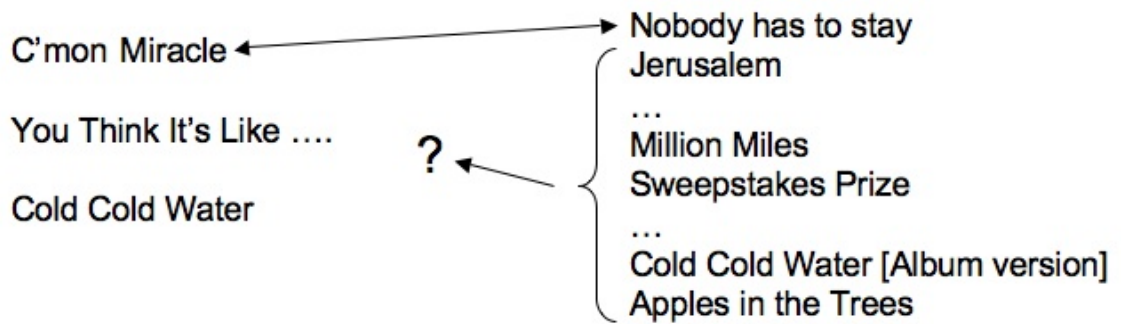 C'mon Miracle
You Think It's Like ....
Cold Cold Water
?
Nobody has to stay
Jerusalem
...
Million Miles
Sweepstakes Prize
...
Cold Cold Water [Album version]
Apples in the Trees